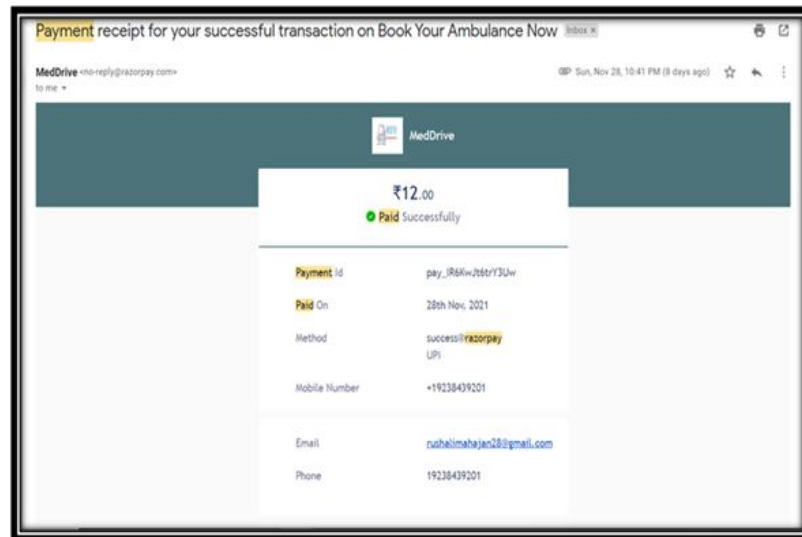 Payment receipt for your successful transaction on Book Your Ambulance Now Inbox ×
MedDrive <no-reply@razorpay.com> Sun, Nov 28, 10:41 PM (8 days ago)
to me
MedDrive
₹12.00
Paid Successfully
Payment Id pay_IR6KwJt6trY3Uw
Paid On 28th Nov, 2021
Method success@razorpay
UPI
Mobile Number +19238439201
Email rushalimahajan28@gmail.com
Phone 19238439201